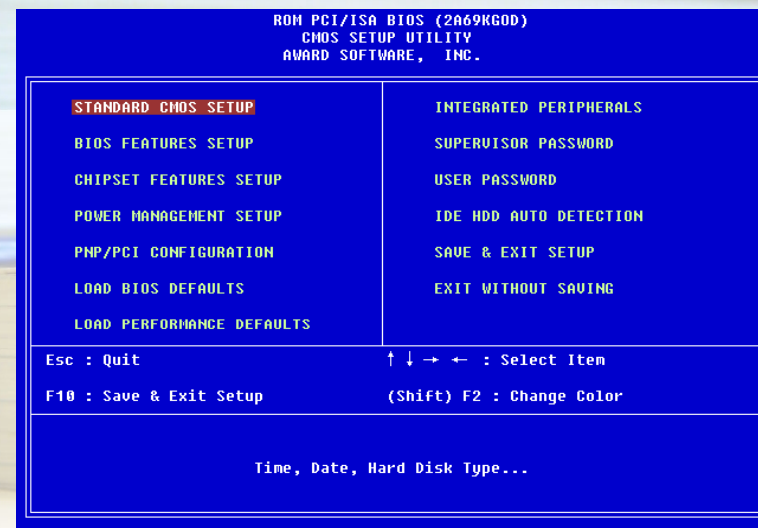 ROM PCI/ISA BIOS (2A69KGOD)
CMOS SETUP UTILITY
AWARD SOFTWARE, INC.
STANDARD CMOS SETUP
BIOS FEATURES SETUP
CHIPSET FEATURES SETUP
POWER MANAGEMENT SETUP
PNP/PCI CONFIGURATION
LOAD BIOS DEFAULTS
LOAD PERFORMANCE DEFAULTS
INTEGRATED PERIPHERALS
SUPERVISOR PASSWORD
USER PASSWORD
IDE HDD AUTO DETECTION
SAVE & EXIT SETUP
EXIT WITHOUT SAVING
Esc : Quit
F10 : Save & Exit Setup
↑ ↓ → ← : Select Item
(Shift) F2 : Change Color
Time, Date, Hard Disk Type...